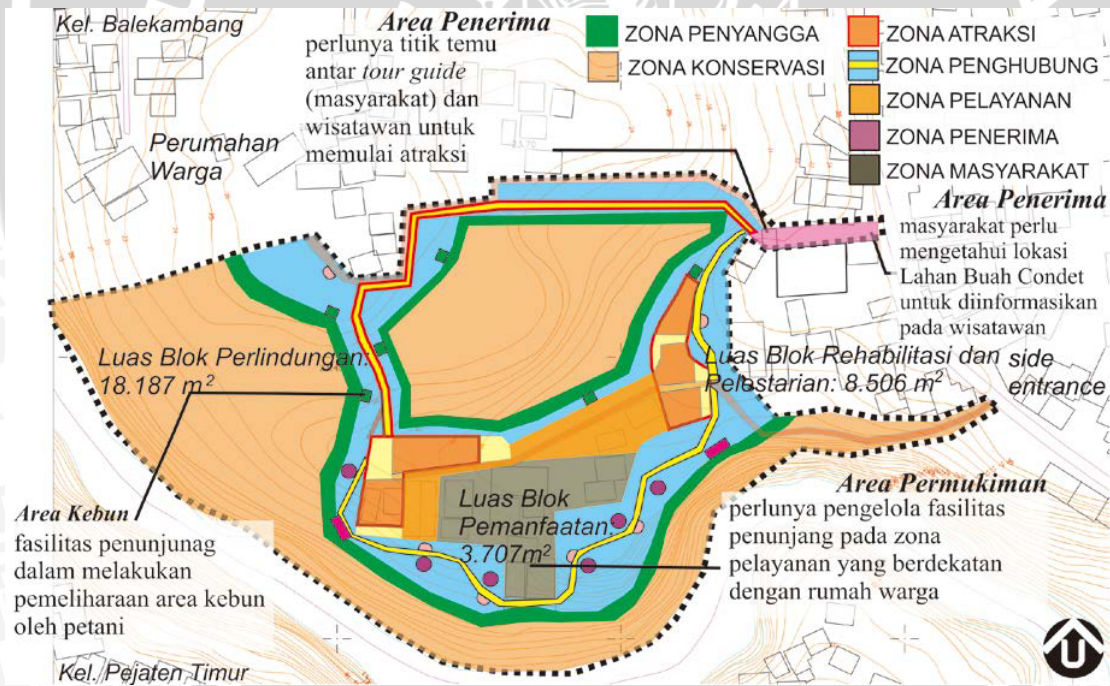 Kel. Balekambang
Area Penerima
perlunya titik temu
antar tour guide
(masyarakat) dan
wisatawan untuk
memulai atraksi
ZONA PENYANGGA
ZONA KONSERVASI
ZONA ATRAKSI
ZONA PENGHUBUNG
ZONA PELAYANAN
ZONA PENERIMA
ZONA MASYARAKAT
Perumahan
Warga
Area Penerima
masyarakat perlu
mengetahui lokasi
Lahan Buah Condet
untuk diinformasikan
pada wisatawan
Luas Blok Perlindungan:
18.187 m²
Luas Blok Rehabilitasi dan
Pelestarian: 8.506 m²
side
entrance
Luas Blok
Pemanfaatan:
3.707m²
Area Kebun
fasilitas penunjunag
dalam melakukan
pemeliharaan area kebun
oleh petani
Area Permukiman
perlunya pengelola fasilitas
penunjang pada zona
pelayanan yang berdekatan
dengan rumah warga
Kel. Pejaten Timur
U